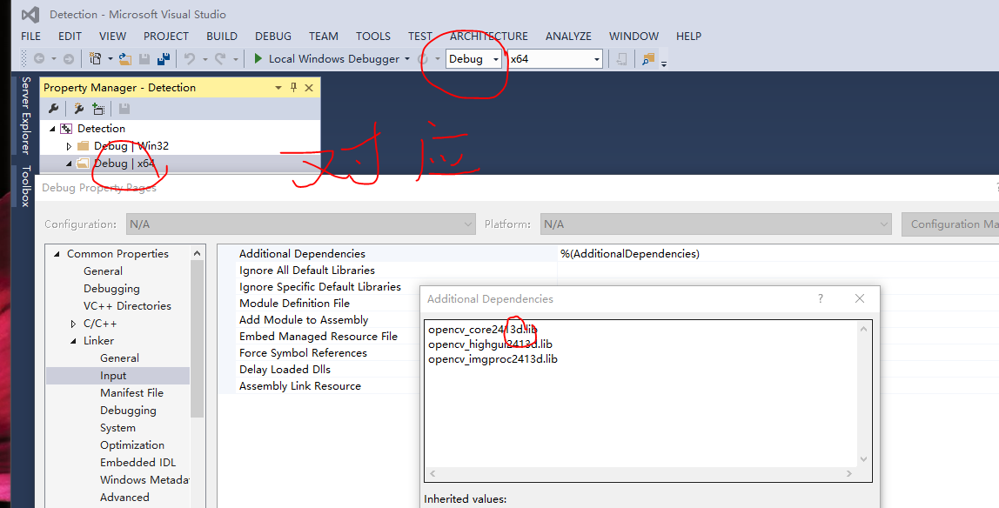 Detection - Microsoft Visual Studio
FILE EDIT VIEW PROJECT BUILD DEBUG TEAM TOOLS TEST ARCHITECTURE ANALYZE WINDOW HELP
Local Windows Debugger Debug x64
Server Explorer
Toolbox
Property Manager - Detection
Detection
Debug | Win32
Debug | x64
对应
Debug Property Pages
Configuration: N/A Platform: N/A Configuration Ma
Common Properties
General
Debugging
VC++ Directories
C/C++
Linker
General
Input
Manifest File
Debugging
System
Optimization
Embedded IDL
Windows Metada
Advanced
Additional Dependencies %(AdditionalDependencies)
Ignore All Default Libraries
Ignore Specific Default Libraries
Module Definition File
Add Module to Assembly
Embed Managed Resource File
Force Symbol References
Delay Loaded Dlls
Assembly Link Resource
Additional Dependencies ?
opencv_core2413d.lib
opencv_highgui2413d.lib
opencv_imgproc2413d.lib
Inherited values: